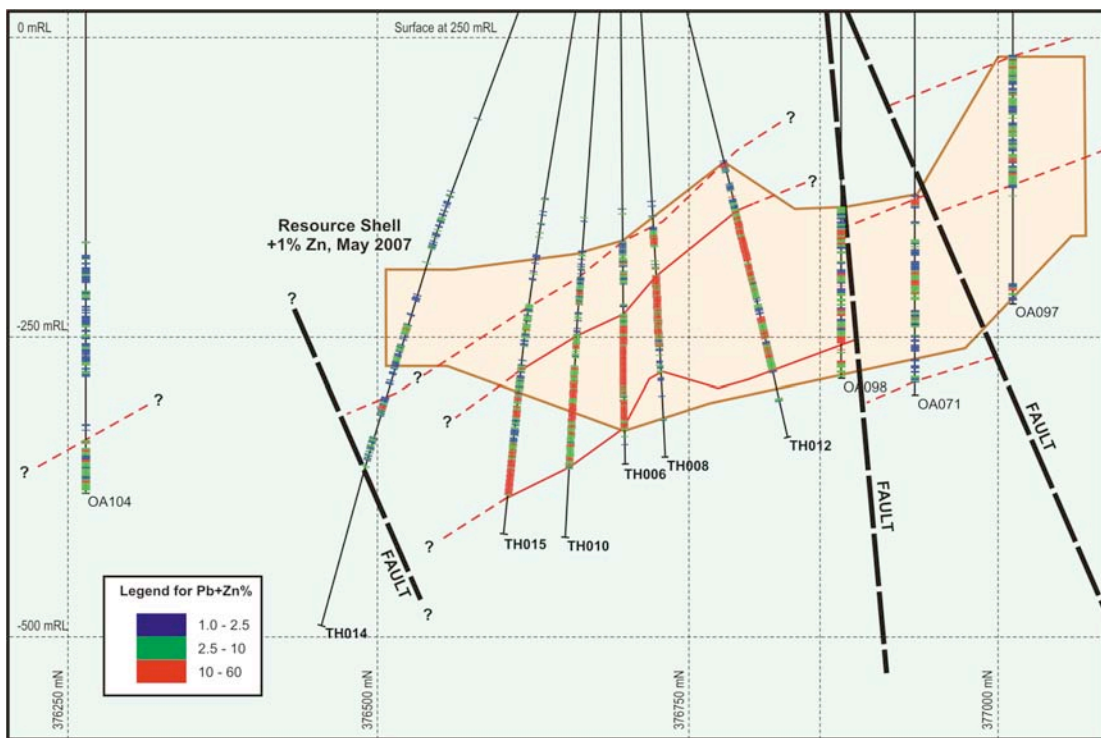 0 mRL
Surface at 250 mRL
?
?
Resource Shell
+1% Zn, May 2007
?
OA097
-250 mRL
?
OA098
OA071
?
?
FAULT
TH012
?
TH006
TH008
OA104
FAULT
?
TH015
TH010
FAULT
Legend for Pb+Zn%
1.0 - 2.5
2.5 - 10
10 - 60
?
TH014
-500 mRL
376250 mN
376500 mN
376750 mN
377000 mN